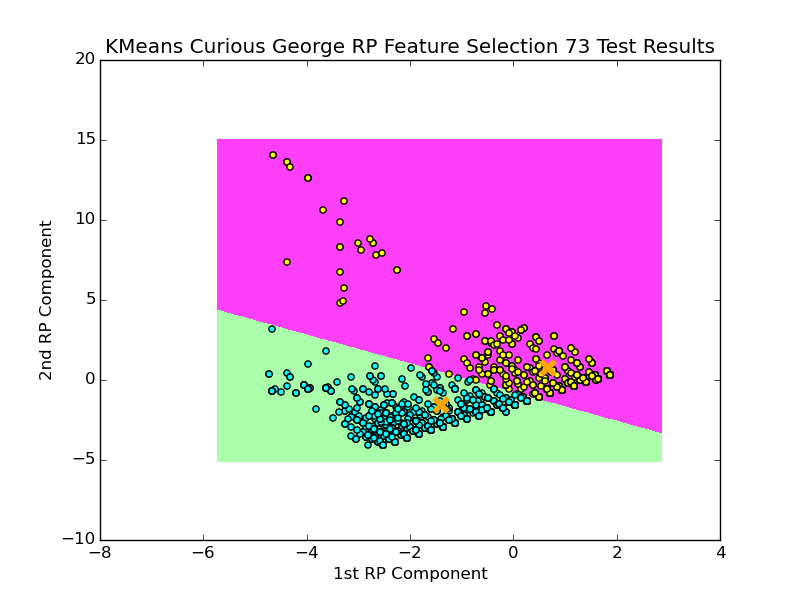 KMeans Curious George RP Feature Selection 73 Test Results
20
15
10
5
0
−5
−10
2nd RP Component
−8 −6 −4 −2 0 2 4
1st RP Component